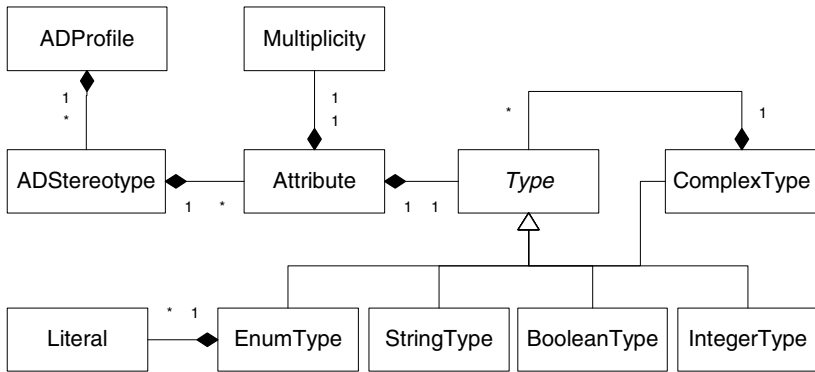 ADProfile
Multiplicity
1
*
1
1
*
1
ADStereotype
Attribute
Type
ComplexType
1
*
1
1
*
1
Literal
EnumType
StringType
BooleanType
IntegerType